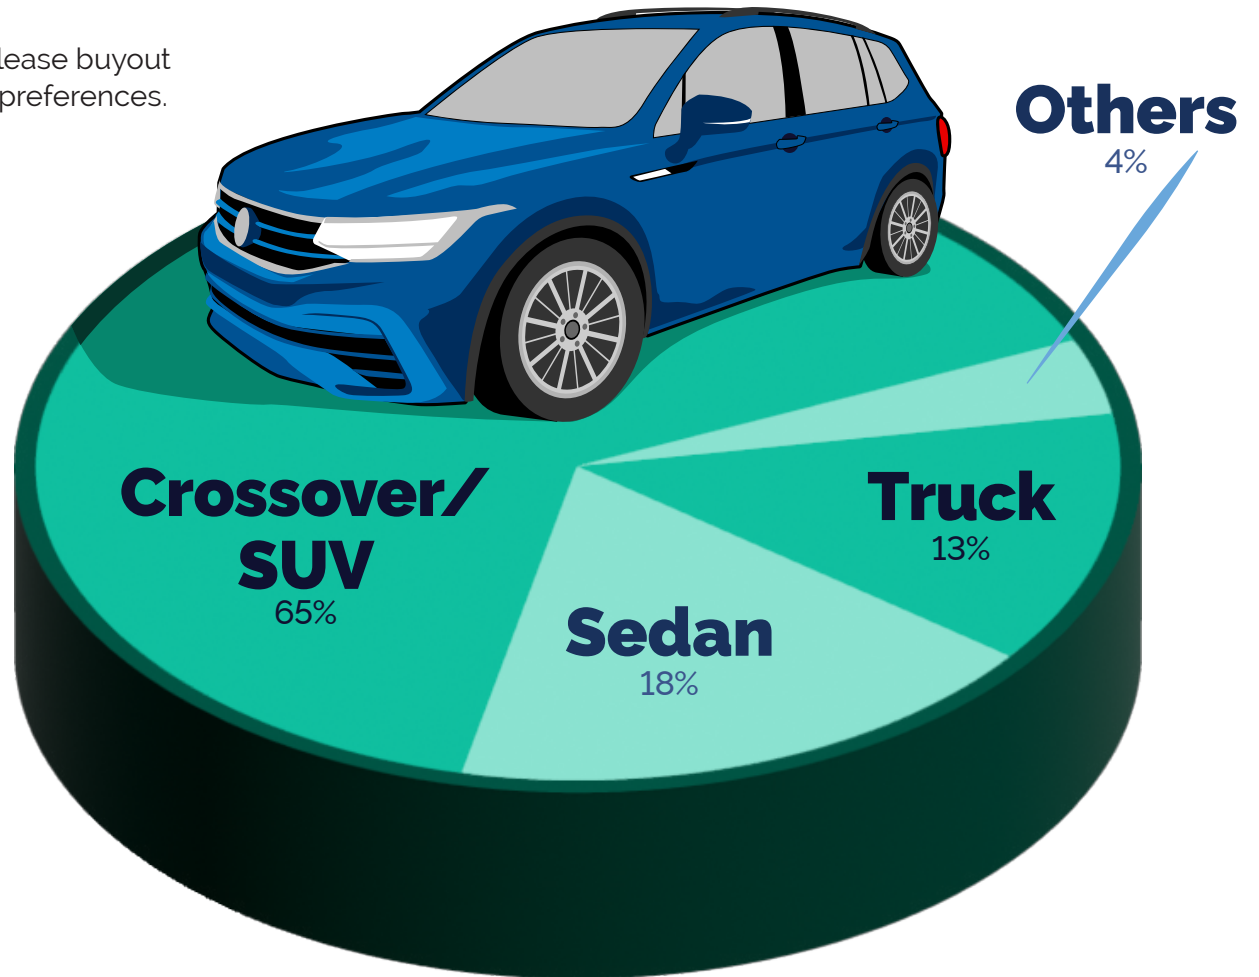 lease buyout
preferences.
Others
4%
Crossover/
SUV
65%
Truck
13%
Sedan
18%